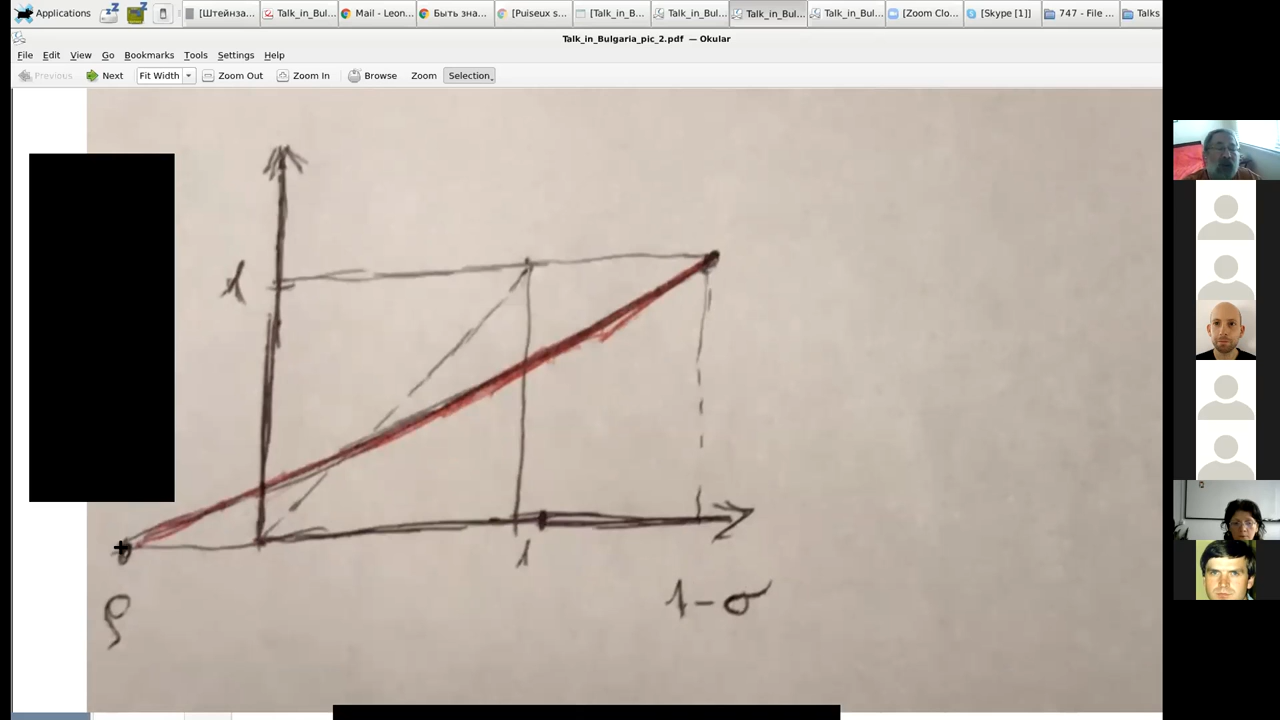 Applications [Штейнза... Talk_in_Bul... Mail - Leon... Быть зна... [Puiseux s... [Talk_in_B... Talk_in_Bul... Talk_in_Bul... Talk_in_Bul... [Zoom Clo... [Skype [1]] 747 - File ... Talks
Talk_in_Bulgaria_pic_2.pdf — Okular
File Edit View Go Bookmarks Tools Settings Help
Previous Next Fit Width Zoom Out Zoom In Browse Zoom Selection
1
1
ρ
1-σ